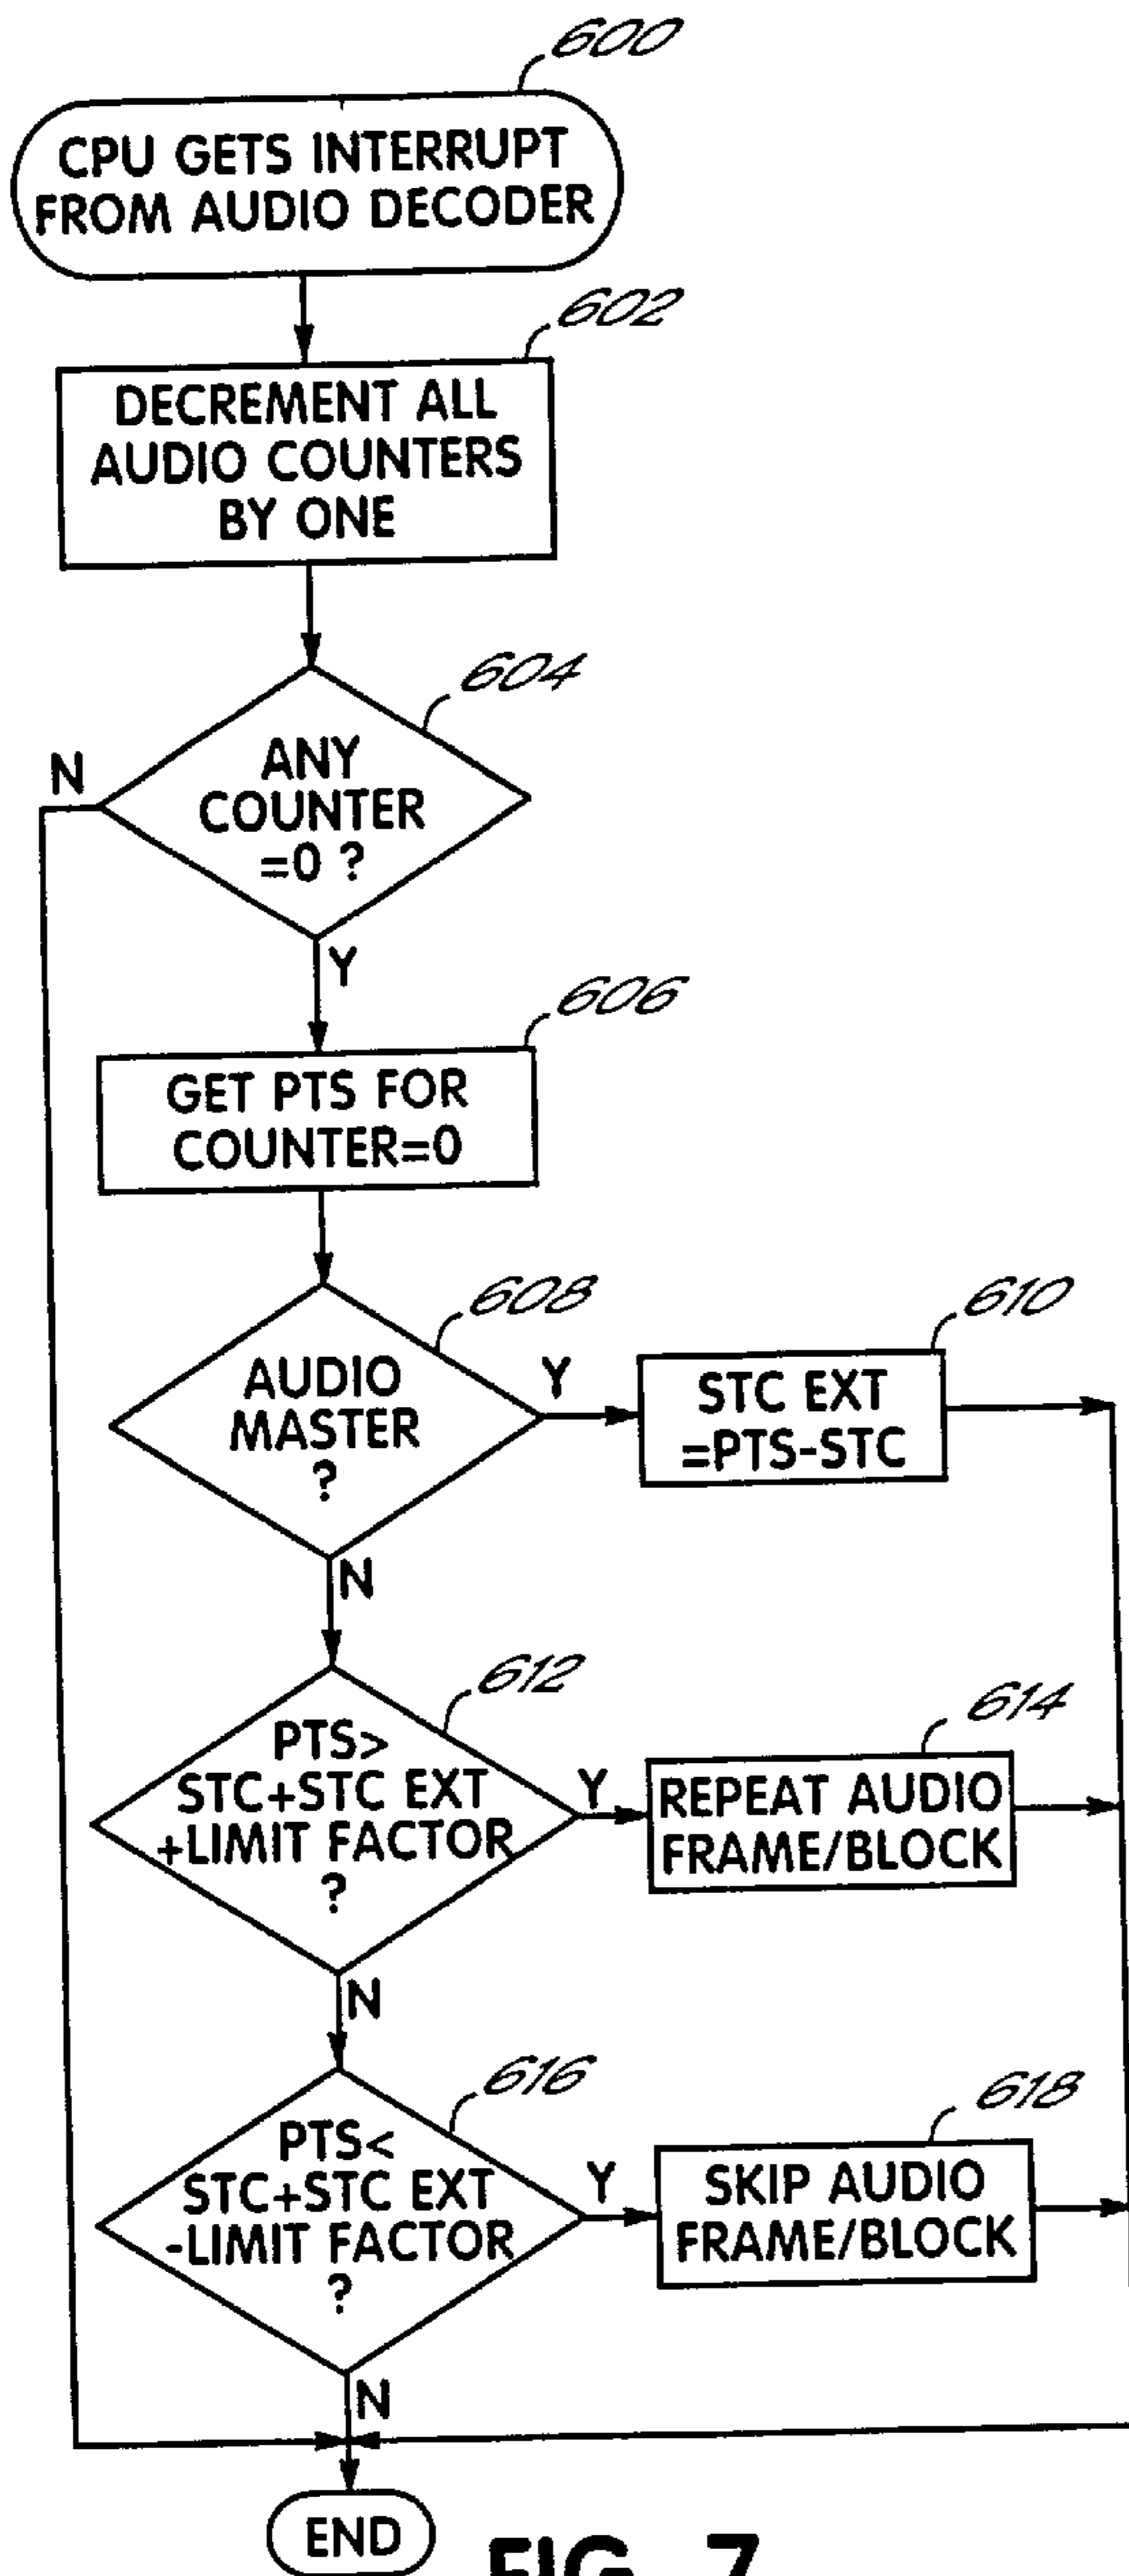 600
CPU GETS INTERRUPT
FROM AUDIO DECODER
602
DECREMENT ALL
AUDIO COUNTERS
BY ONE
604
ANY
COUNTER
=0 ?
N
Y
606
GET PTS FOR
COUNTER=0
608
AUDIO
MASTER
?
Y
610
STC EXT
=PTS-STC
N
612
PTS>
STC+STC EXT
+LIMIT FACTOR
?
Y
614
REPEAT AUDIO
FRAME/BLOCK
N
616
PTS<
STC+STC EXT
-LIMIT FACTOR
?
Y
618
SKIP AUDIO
FRAME/BLOCK
N
END
FIG. 7